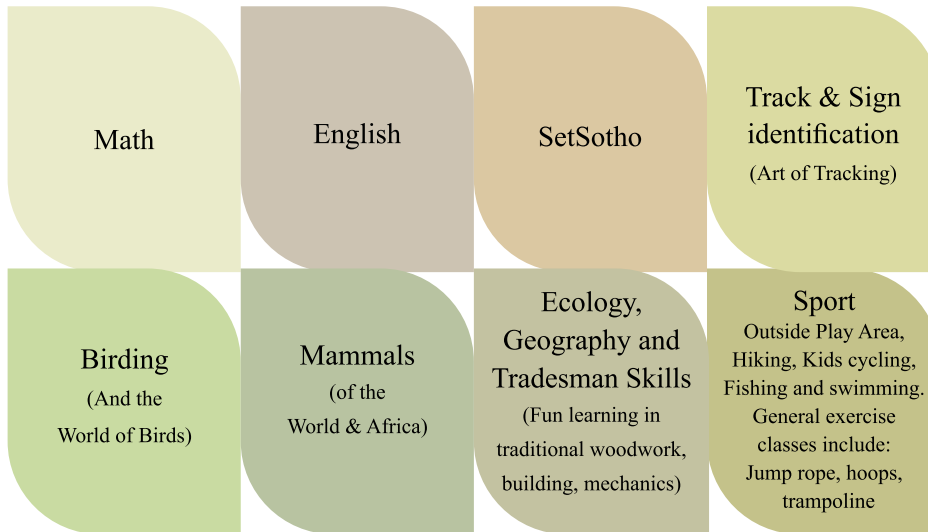 Math
English
SetSotho
Track & Sign
identification
(Art of Tracking)
Birding
(And the
World of Birds)
Mammals
(of the
World & Africa)
Ecology,
Geography and
Tradesman Skills
(Fun learning in
traditional woodwork,
building, mechanics)
Sport
Outside Play Area,
Hiking, Kids cycling,
Fishing and swimming.
General exercise
classes include:
Jump rope, hoops,
trampoline